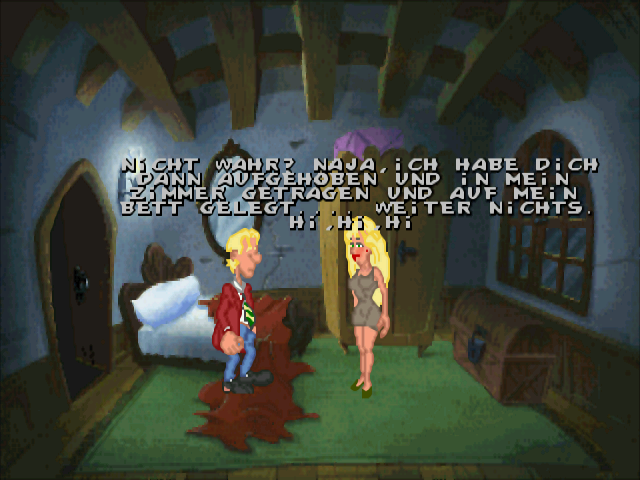 NICHT WAHR? NAJA,ICH HABE DICH
DANN AUFGEHOBEN UND IN MEIN
ZIMMER GETRAGEN UND AUF MEIN
BETT GELEGT... WEITER NICHTS.
Hi,Hi,Hi